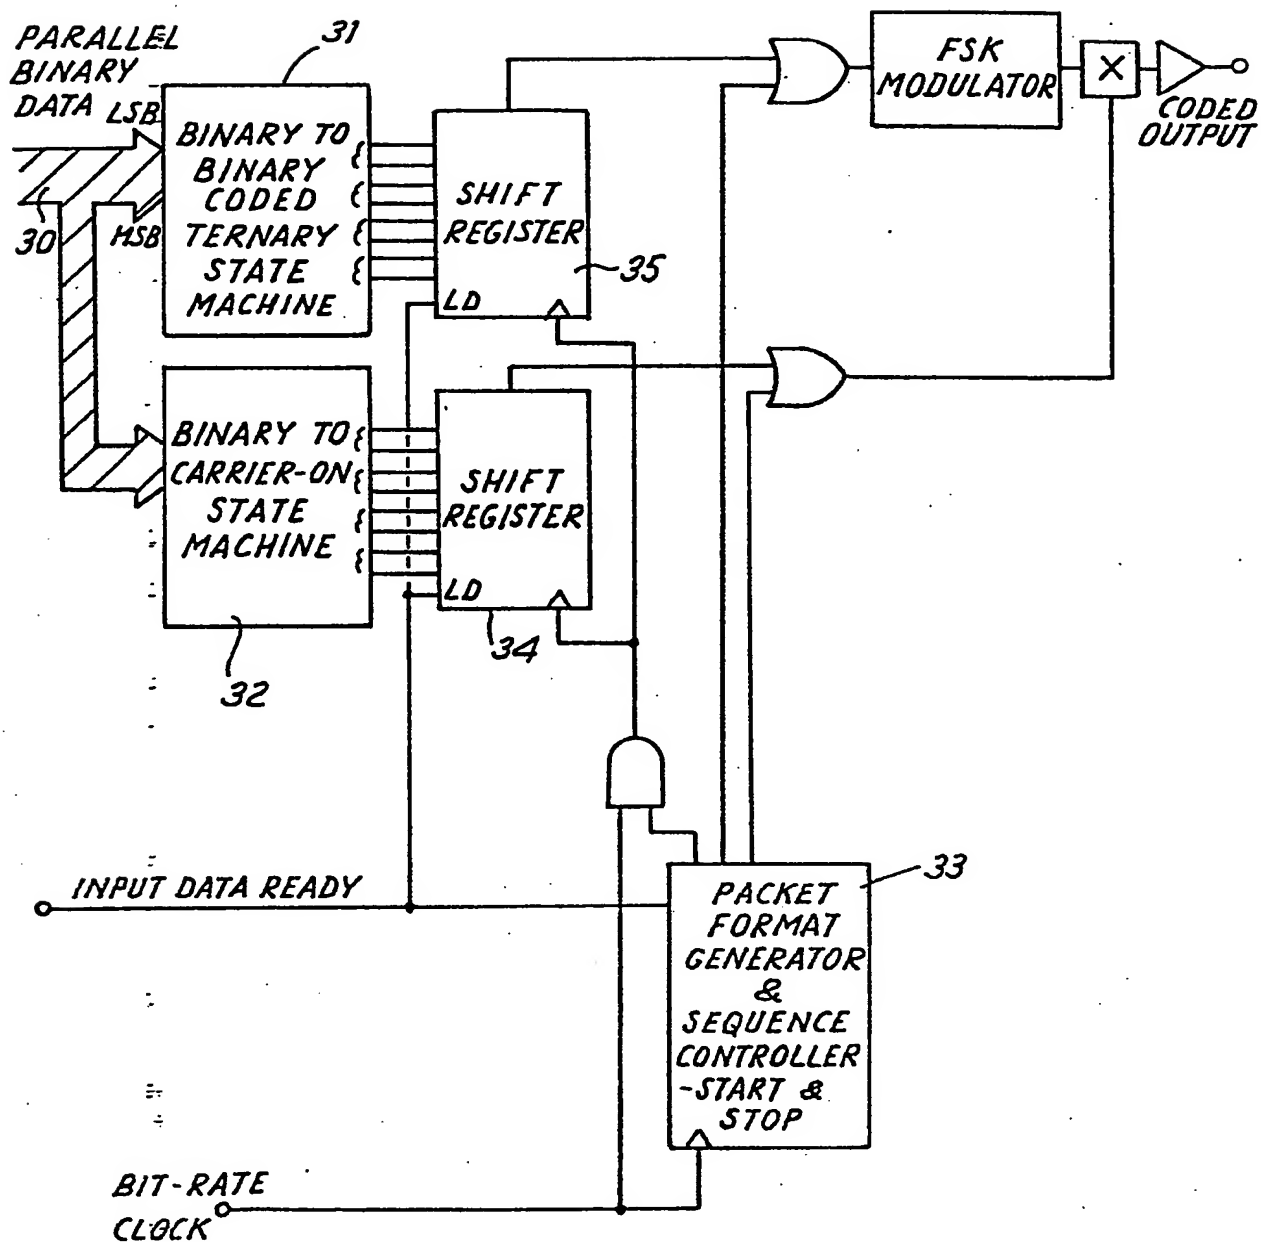 PARALLEL
BINARY
DATA
LSB
MSB
30
31
BINARY TO
BINARY
CODED
TERNARY
STATE
MACHINE
SHIFT
REGISTER
35
LD
FSK
MODULATOR
X
CODED
OUTPUT
BINARY TO
CARRIER-ON
STATE
MACHINE
32
SHIFT
REGISTER
LD
34
INPUT DATA READY
33
PACKET
FORMAT
GENERATOR
&
SEQUENCE
CONTROLLER
-START &
STOP
BIT-RATE
CLOCK